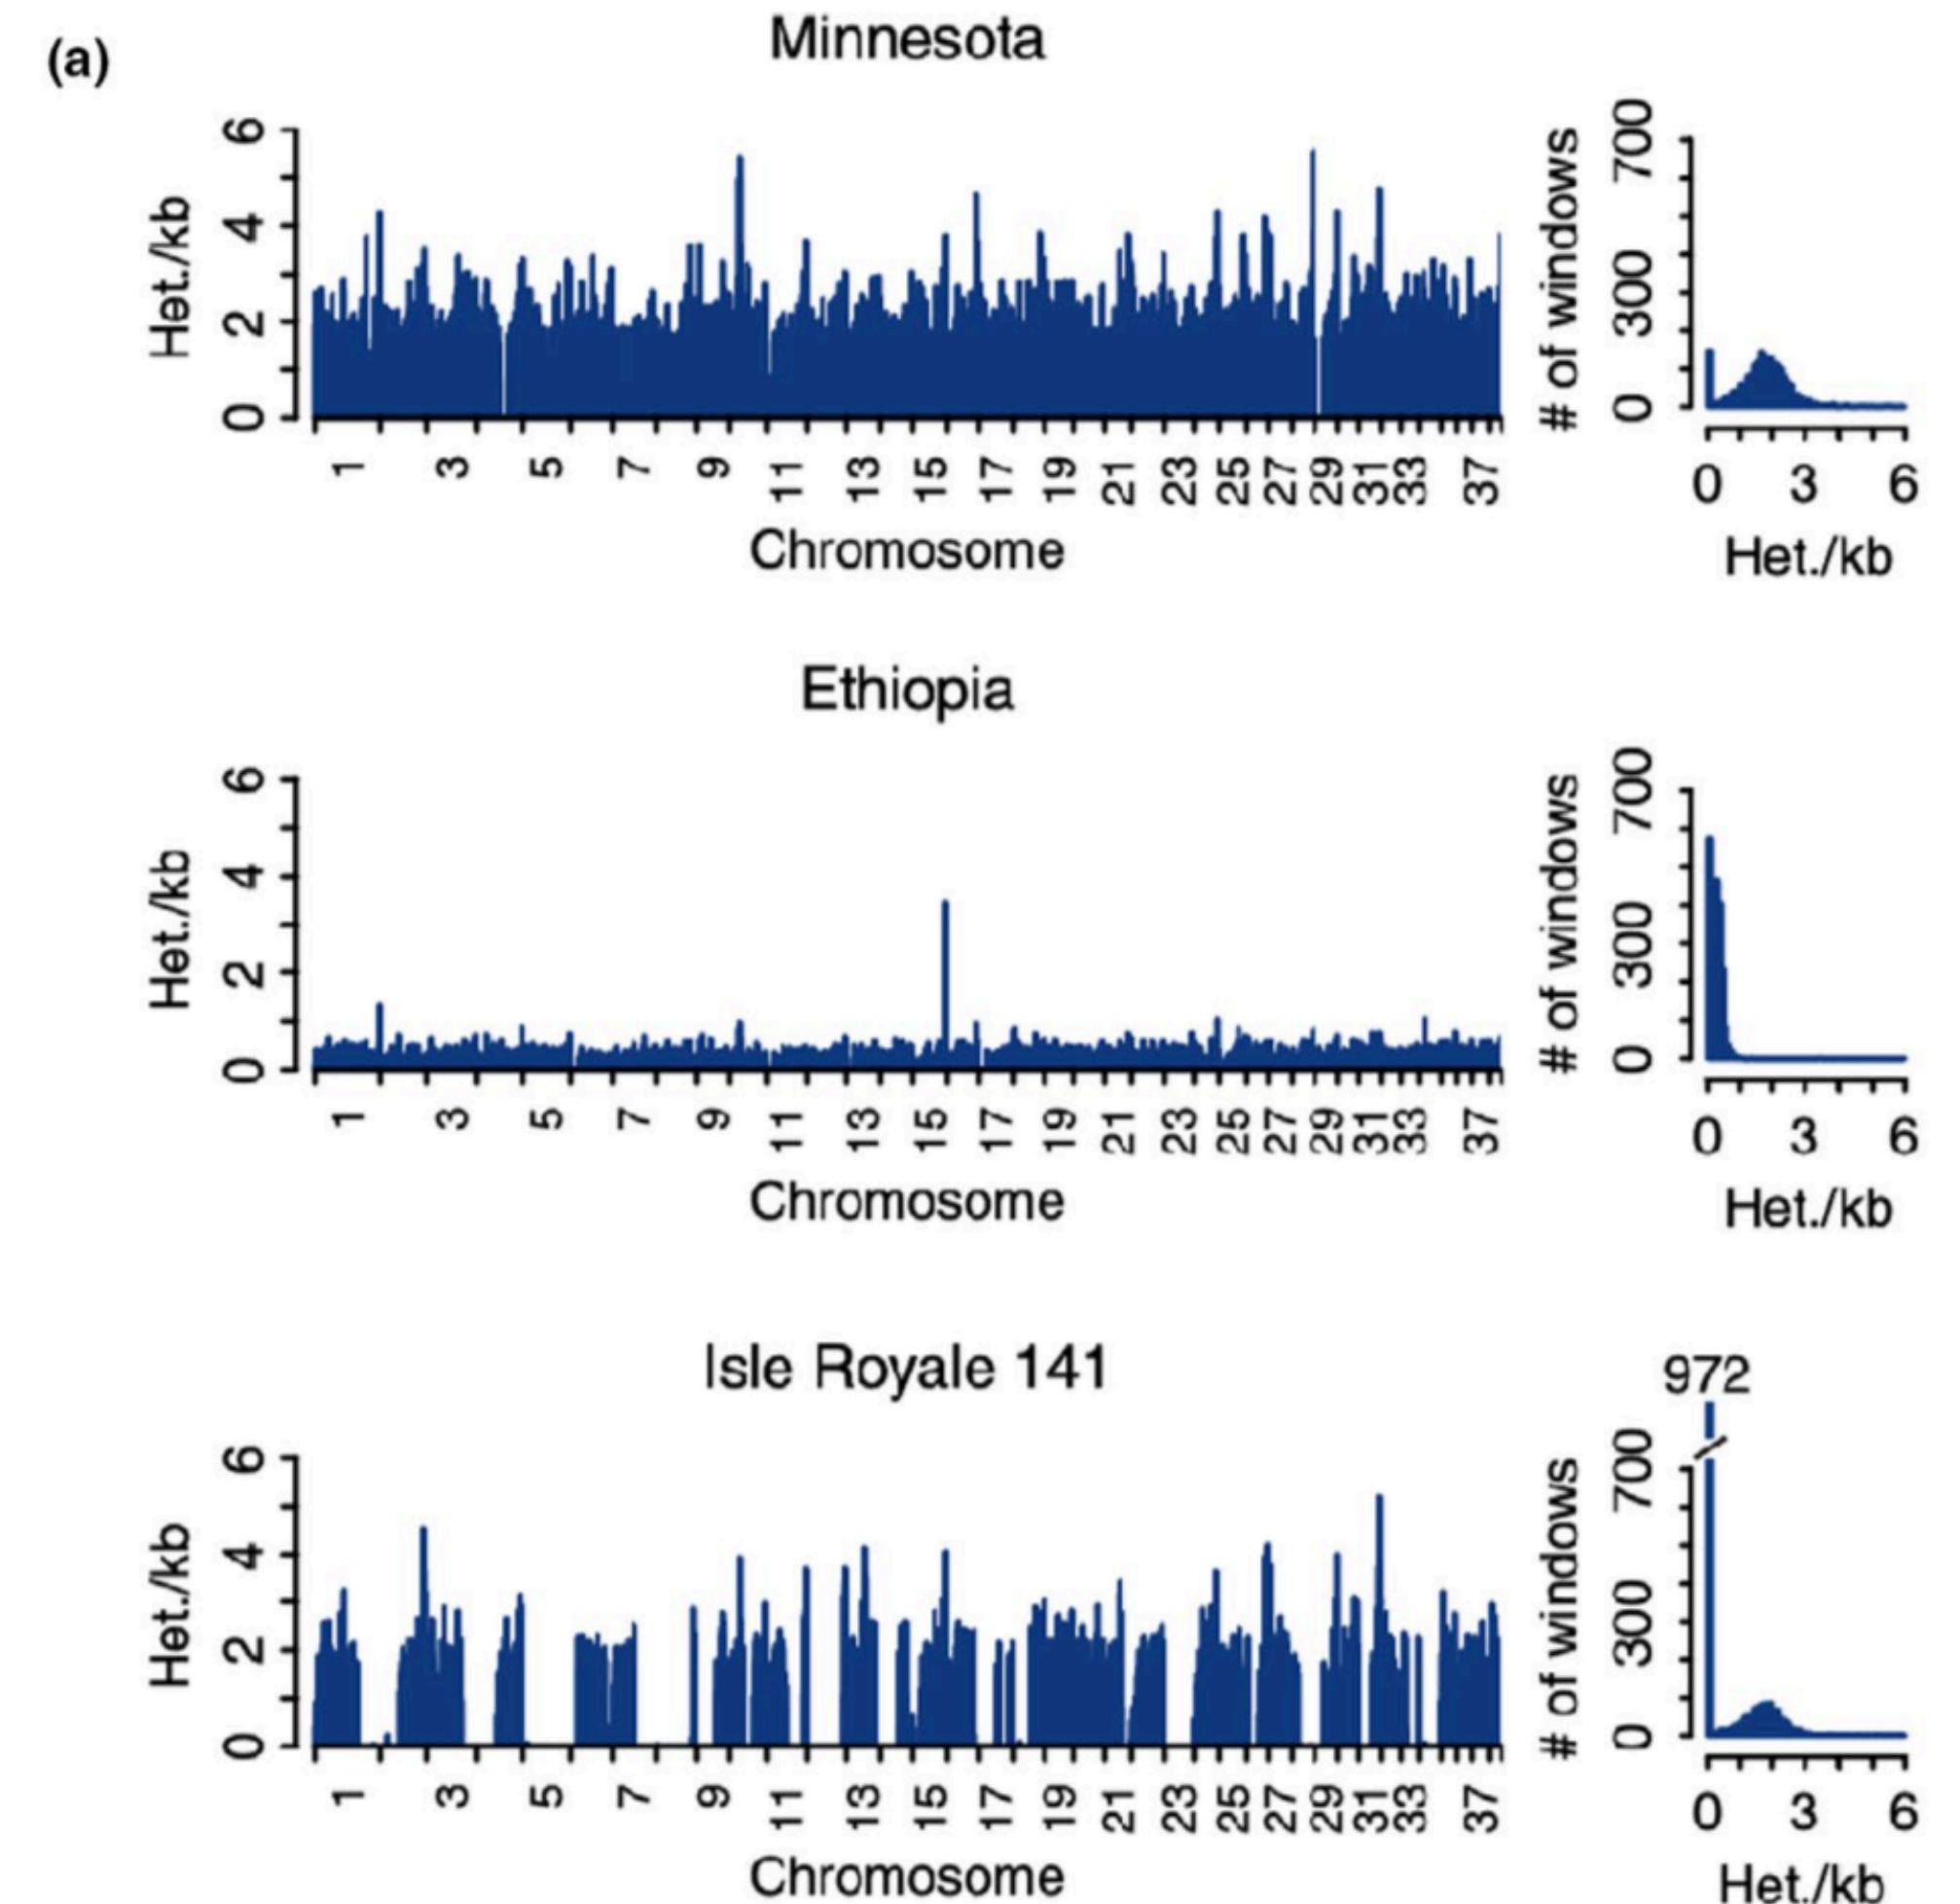 (a)
Minnesota
Het./kb
0 2 4 6
1 3 5 7 9 11 13 15 17 19 21 23 25 27 29 31 33 37
Chromosome
# of windows
0 300 700
0 3 6
Het./kb
Ethiopia
Het./kb
0 2 4 6
1 3 5 7 9 11 13 15 17 19 21 23 25 27 29 31 33 37
Chromosome
# of windows
0 300 700
0 3 6
Het./kb
Isle Royale 141
Het./kb
0 2 4 6
1 3 5 7 9 11 13 15 17 19 21 23 25 27 29 31 33 37
Chromosome
972
# of windows
0 300 700
0 3 6
Het./kb